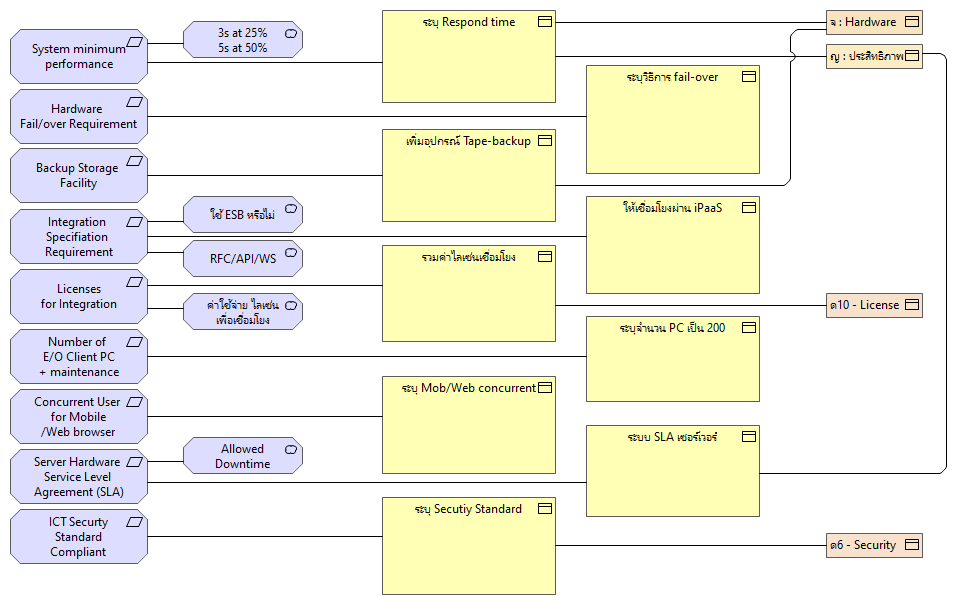 System minimum
performance
3s at 25%
5s at 50%
ระบุ Respond time
จ : Hardware
ญ : ประสิทธิภาพ
Hardware
Fail/over Requirement
ระบุวิธีการ fail-over
Backup Storage
Facility
เพิ่มอุปกรณ์ Tape-backup
Integration
Specifiation
Requirement
ใช้ ESB หรือไม่
RFC/API/WS
ให้เชื่อมโยงผ่าน iPaaS
Licenses
for Integration
ค่าใช้จ่าย ไลเซ่น
เพื่อเชื่อมโยง
รวมค่าไลเซ่นเชื่อมโยง
ด10 - License
Number of
E/O Client PC
+ maintenance
ระบุจำนวน PC เป็น 200
Concurrent User
for Mobile
/Web browser
ระบุ Mob/Web concurrent
Server Hardware
Service Level
Agreement (SLA)
Allowed
Downtime
ระบบ SLA เซอร์เวอร์
ICT Securty
Standard
Compliant
ระบุ Secutiy Standard
ด6 - Security